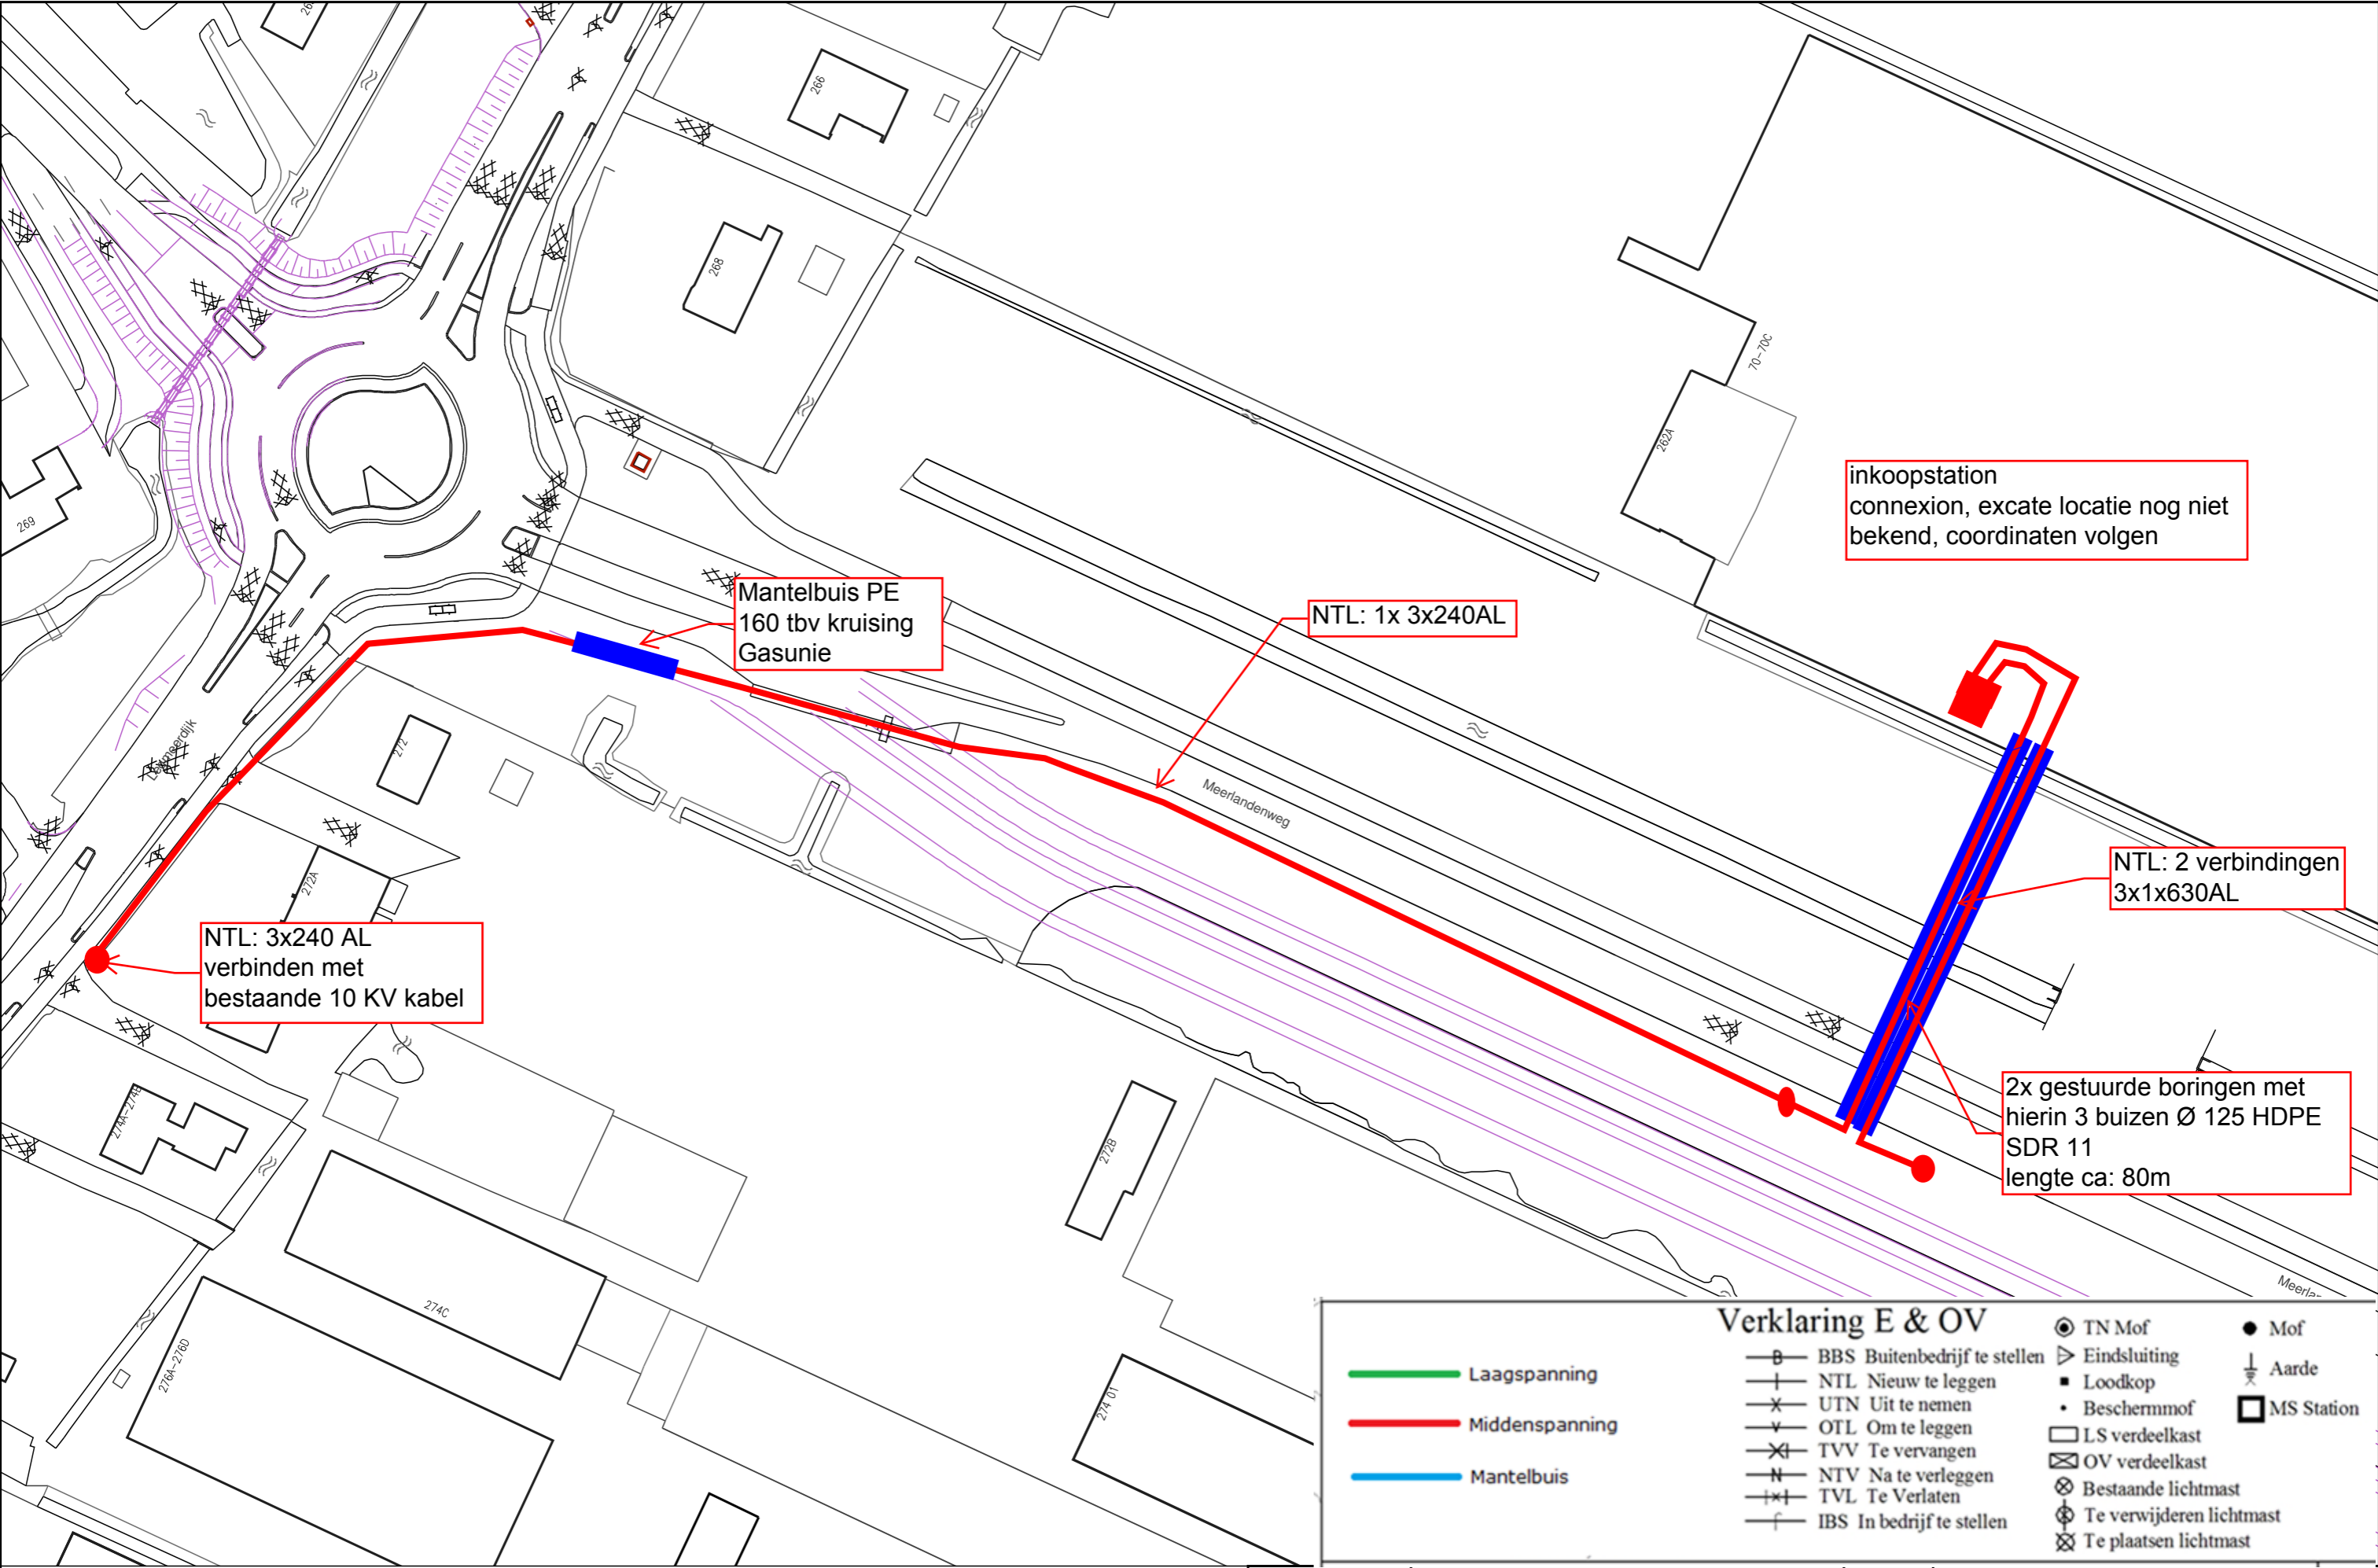 266
268
269
70-70C
262A
inkoopstation
connexion, excate locatie nog niet
bekend, coordinaten volgen
Mantelbuis PE
160 tbv kruising
Gasunie
NTL: 1x 3x240AL
Meerlandenweg
272
272A
NTL: 2 verbindingen
3x1x630AL
NTL: 3x240 AL
verbinden met
bestaande 10 KV kabel
2x gestuurde boringen met
hierin 3 buizen Ø 125 HDPE
SDR 11
lengte ca: 80m
272B
274C
276A-276D
274 01
Verklaring E & OV
Laagspanning
Middenspanning
Mantelbuis
B BBS Buitenbedrijf te stellen
NTL Nieuw te leggen
UTN Uit te nemen
OTL Om te leggen
TVV Te vervangen
N NTV Na te verleggen
TVL Te Verlaten
IBS In bedrijf te stellen
TN Mof
Eindsluiting
Loodkop
Beschermmof
LS verdeelkast
OV verdeelkast
Bestaande lichtmast
Te verwijderen lichtmast
Te plaatsen lichtmast
Mof
Aarde
MS Station